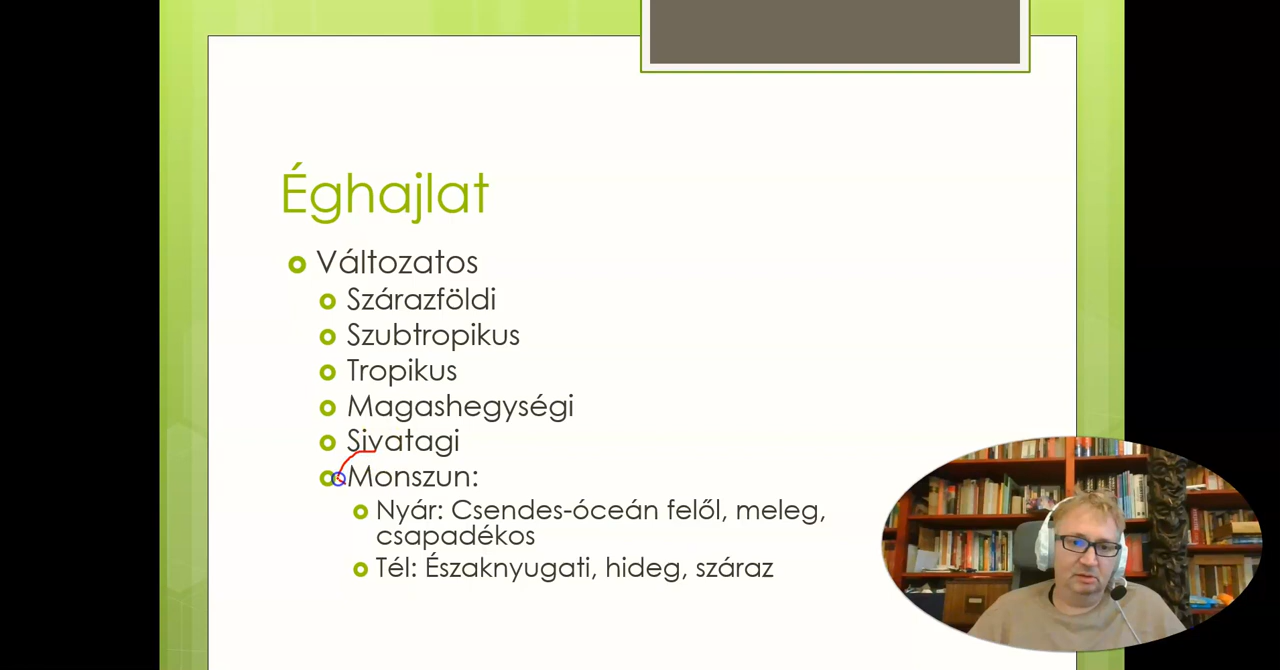 Éghajlat
Változatos
Szárazföldi
Szubtropikus
Tropikus
Magashegységi
Sivatagi
Monszun:
Nyár: Csendes-óceán felől, meleg,
csapadékos
Tél: Északnyugati, hideg, száraz